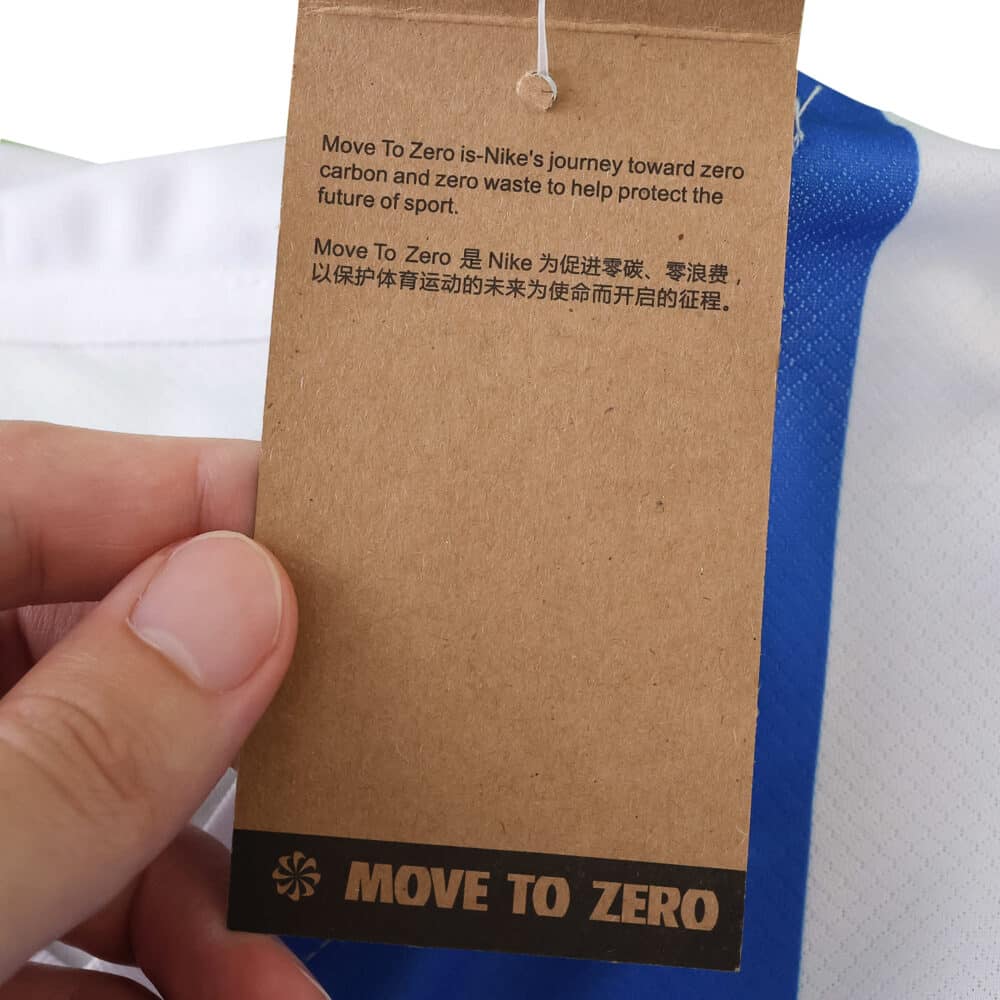 Move To Zero is-Nike's journey toward zero
carbon and zero waste to help protect the
future of sport.
Move To Zero 是 Nike 为促进零碳、零浪费，
以保护体育运动的未来为使命而开启的征程。
MOVE TO ZERO